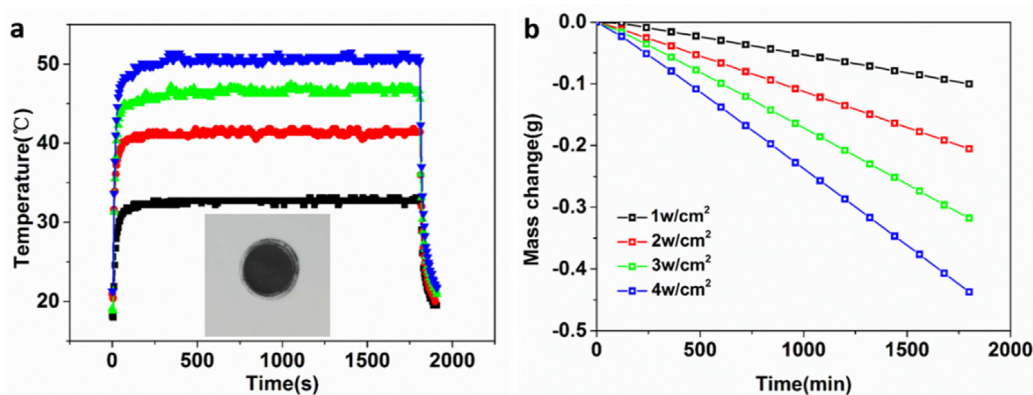 a
Temperature(℃)
50
40
30
20
0
500
1000
1500
2000
Time(s)
b
Mass change(g)
0.0
-0.1
-0.2
-0.3
-0.4
-0.5
1w/cm²
2w/cm²
3w/cm²
4w/cm²
0
500
1000
1500
2000
Time(min)